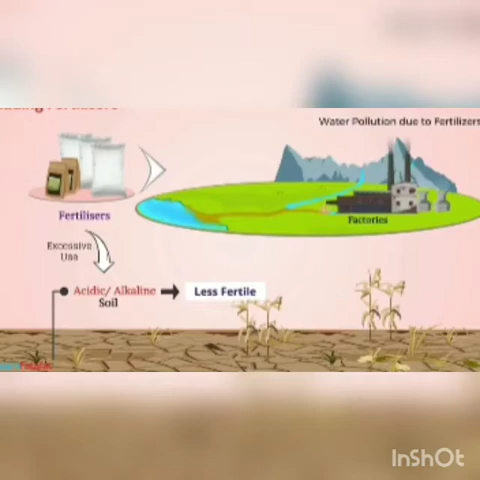 Water Pollution due to Fertilizers
Fertilisers
Factories
Excessive
Use
Acidic/ Alkaline
Soil
Less Fertile
InShOt